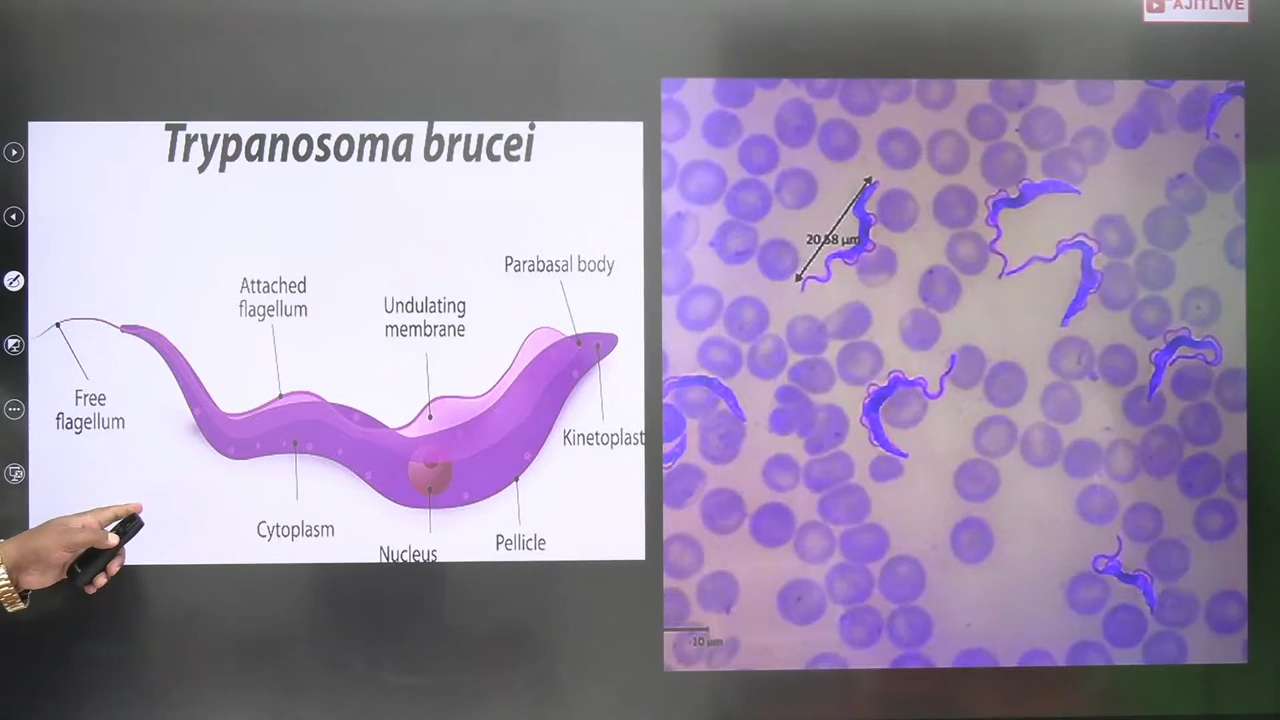 AJITLIVE
Trypanosoma brucei
Parabasal body
Attached
flagellum
Undulating
membrane
Free
flagellum
Kinetoplast
Cytoplasm
Nucleus
Pellicle
20.58 µm
10 µm